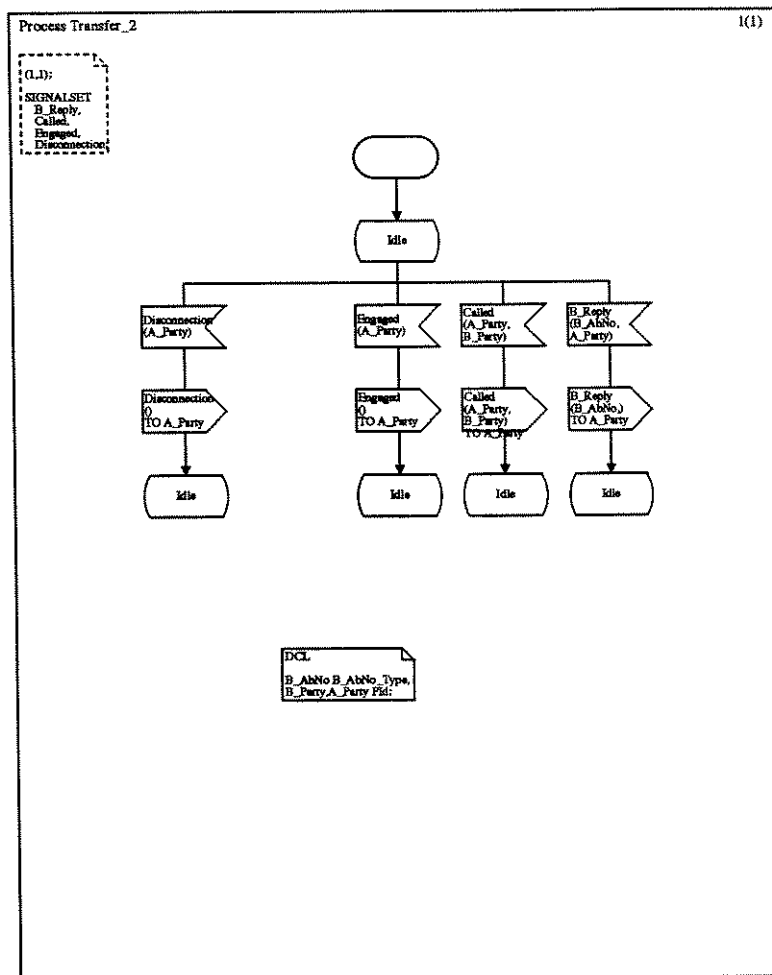 Process Transfer_2
1(1)
(1,1);
SIGNALSET
B_Reply,
Called,
Engaged,
Disconnection;
Idle
Disconnection
(A_Party)
Engaged
(A_Party)
Called
(A_Party,
B_Party)
B_Reply
(B_AbNo,
A_Party)
Disconnection
()
TO A_Party
Engaged
()
TO A_Party
Called
(A_Party,
B_Party)
TO A_Party
B_Reply
(B_AbNo,)
TO A_Party
Idle
Idle
Idle
Idle
DCL
B_AbNo B_AbNo_Type,
B_Party,A_Party PId;